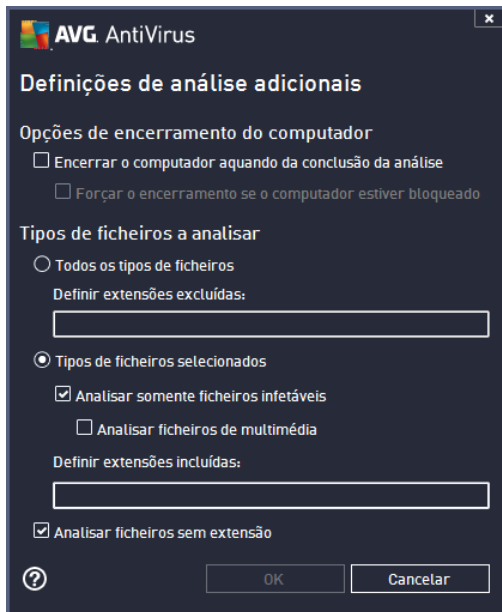 AVG. AntiVirus
Definições de análise adicionais
Opções de encerramento do computador
Encerrar o computador aquando da conclusão da análise
Forçar o encerramento se o computador estiver bloqueado
Tipos de ficheiros a analisar
Todos os tipos de ficheiros
Definir extensões excluídas:
Tipos de ficheiros selecionados
Analisar somente ficheiros infetáveis
Analisar ficheiros de multimédia
Definir extensões incluídas:
Analisar ficheiros sem extensão
OK Cancelar